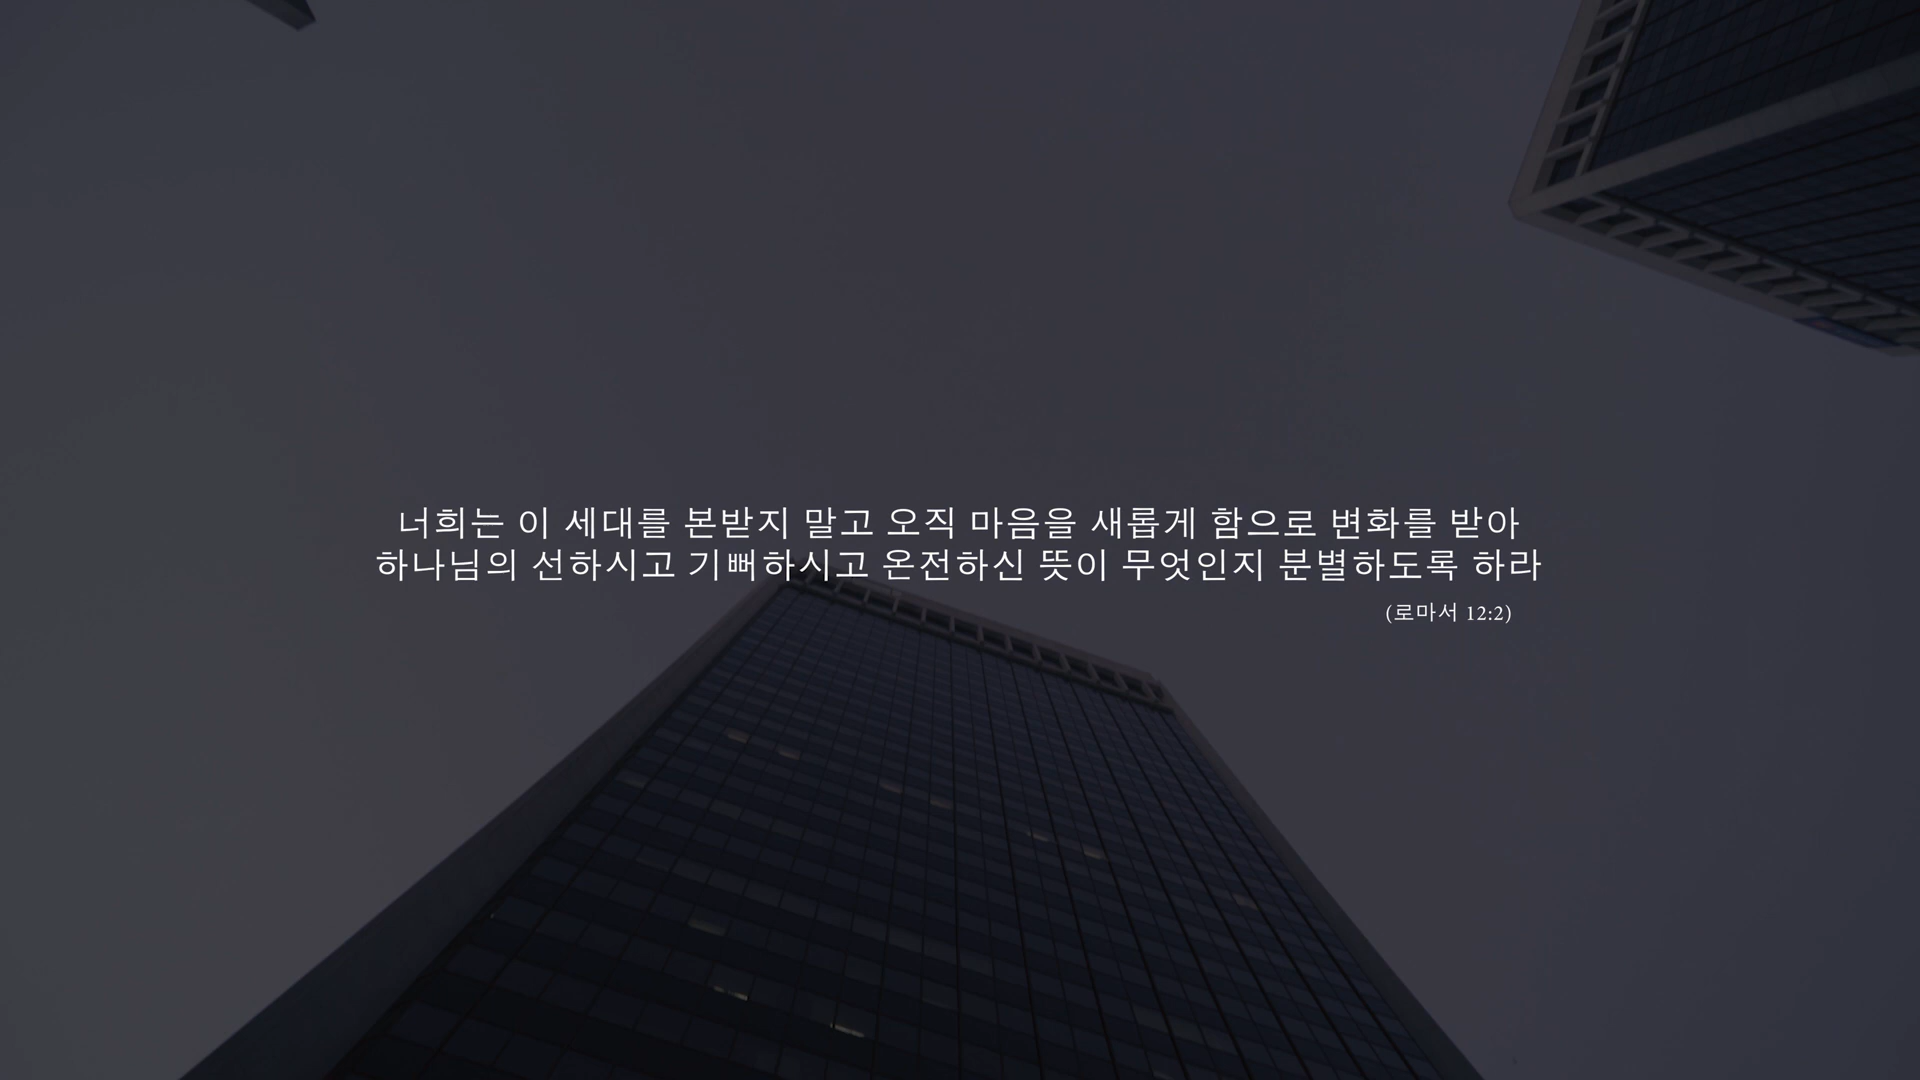 너희는 이 세대를 본받지 말고 오직 마음을 새롭게 함으로 변화를 받아
하나님의 선하시고 기뻐하시고 온전하신 뜻이 무엇인지 분별하도록 하라
(로마서 12:2)